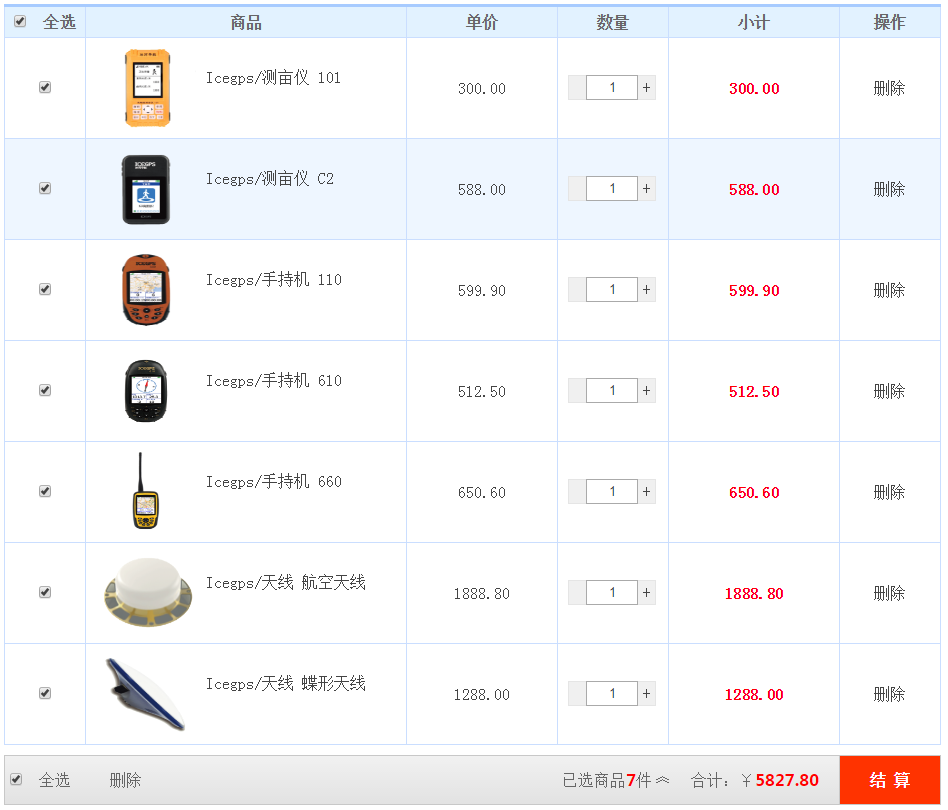 全选 商品 单价 数量 小计 操作
Icegps/测亩仪 101 300.00 1 + 300.00 删除
ICEGPS
Icegps/测亩仪 C2 588.00 1 + 588.00 删除
Icegps/手持机 110 599.90 1 + 599.90 删除
Icegps/手持机 610 512.50 1 + 512.50 删除
Icegps/手持机 660 650.60 1 + 650.60 删除
Icegps/天线 航空天线 1888.80 1 + 1888.80 删除
Icegps/天线 蝶形天线 1288.00 1 + 1288.00 删除
全选 删除 已选商品7件 合计：￥5827.80 结 算